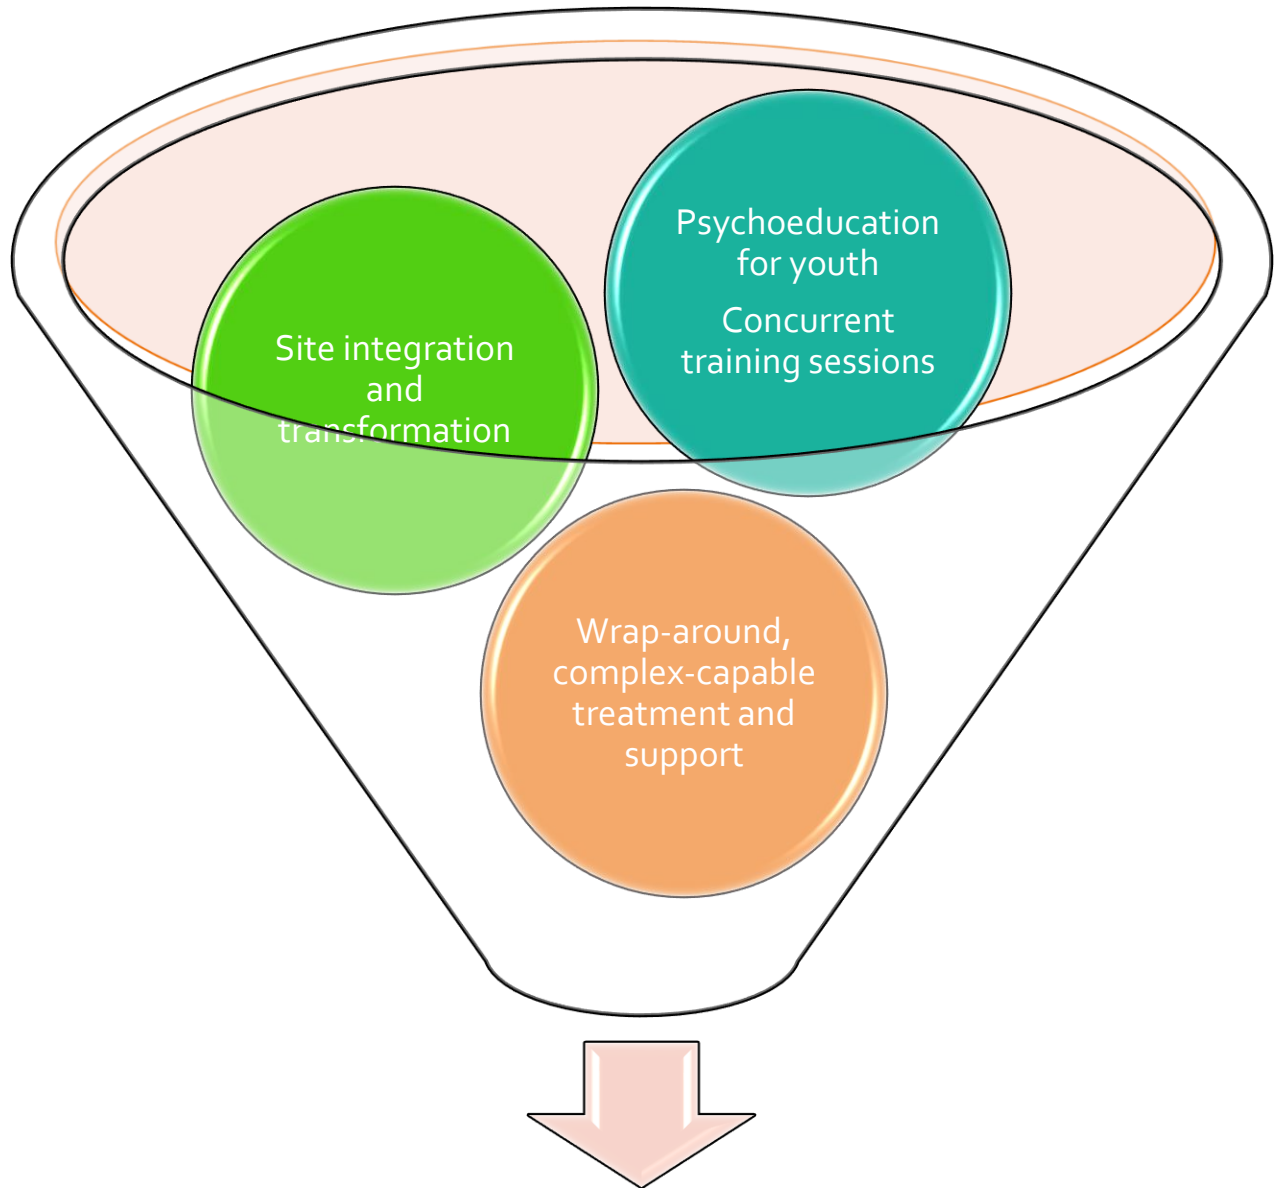 Psychoeducation
for youth
Concurrent
training sessions
Site integration
and
transformation
Wrap-around,
complex-capable
treatment and
support